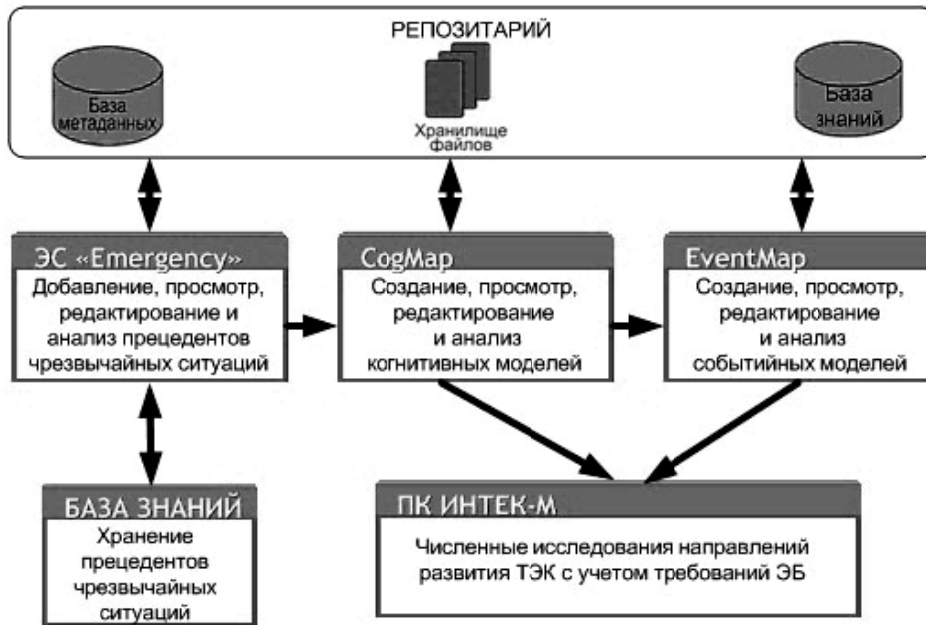 РЕПОЗИТАРИЙ
База
метаданных
Хранилище
файлов
База
знаний
ЭС «Emergency»
Добавление, просмотр,
редактирование и
анализ прецедентов
чрезвычайных ситуаций
CogMap
Создание, просмотр,
редактирование
и анализ
когнитивных моделей
EventMap
Создание, просмотр,
редактирование
и анализ
событийных моделей
БАЗА ЗНАНИЙ
Хранение
прецедентов
чрезвычайных
ситуаций
ПК ИНТЕК-М
Численные исследования направлений
развития ТЭК с учетом требований ЭБ